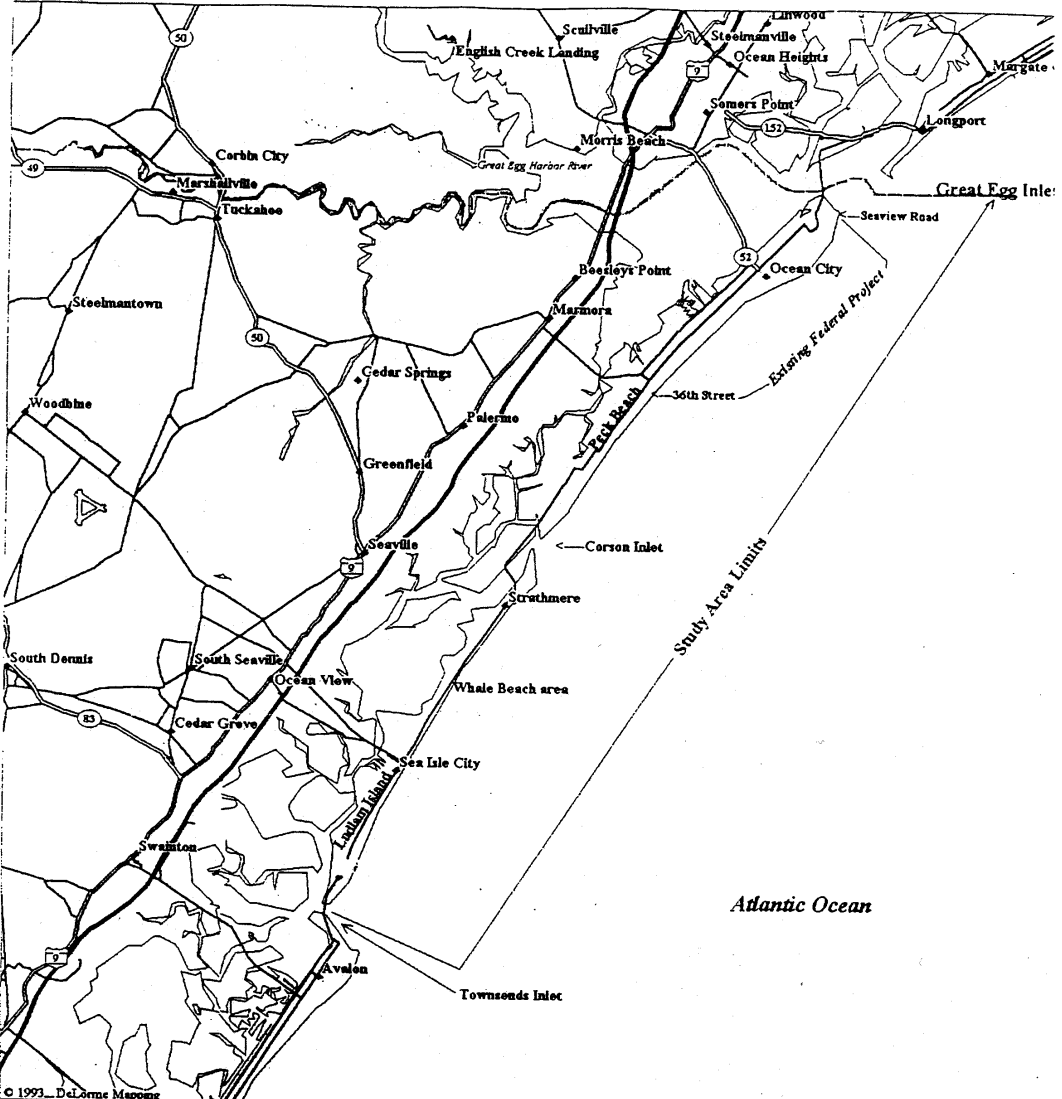 50
Scullville
Linwood
Steelmanville
English Creek Landing
Ocean Heights
9
Margate
Somers Point
152
Longport
Corbin City
Morris Beach
49
Great Egg Harbor River
Marshallville
Great Egg Inlet
Tuckahoe
Seaview Road
52
Beesleys Point
Ocean City
Steelmantown
Marmora
50
Existing Federal Project
Cedar Springs
36th Street
Woodbine
Peck Beach
Palermo
Greenfield
Seaville
Corson Inlet
9
Strathmere
Study Area Limits
South Dennis
South Seaville
Ocean View
Whale Beach area
83
Cedar Grove
Sea Isle City
Ludlam Island
Swainton
Atlantic Ocean
9
Avalon
Townsends Inlet
© 1993 DeLorme Mapping